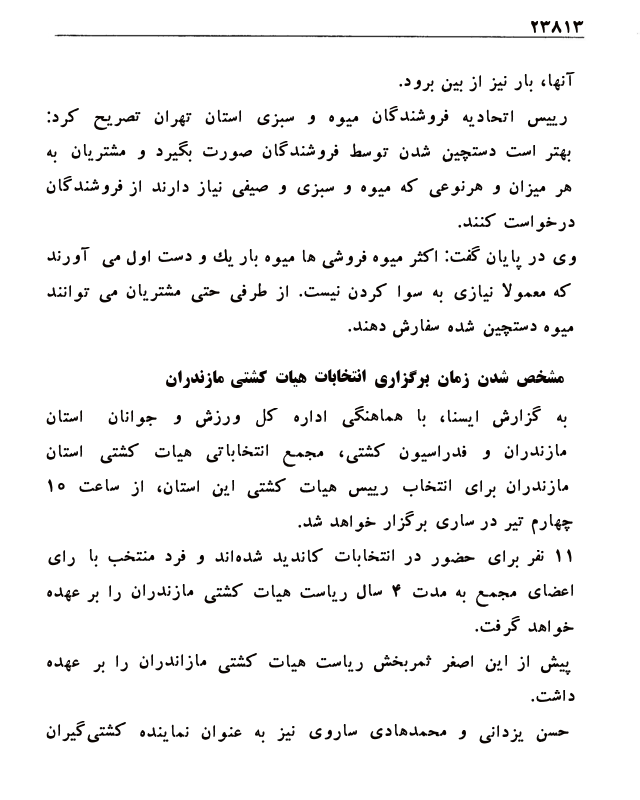 ۲۳۸۱۳
آنها، بار نیز از بین برود.
رییس اتحادیه فروشندگان میوه و سبزی استان تهران تصریح کرد:
بهتر است دستچین شدن توسط فروشندگان صورت بگیرد و مشتریان به
هر میزان و هرنوعی که میوه و سبزی و صیفی نیاز دارند از فروشندگان
درخواست کنند.
وی در پایان گفت: اکثر میوه فروشی ها میوه بار یك و دست اول می آورند
که معمولا نیازی به سوا کردن نیست. از طرفی حتی مشتریان می توانند
میوه دستچین شده سفارش دهند.
مشخص شدن زمان برگزاری انتخابات هیات کشتی مازندران
به گزارش ایسنا، با هماهنگی اداره کل ورزش و جوانان استان
مازندران و فدراسیون کشتی، مجمع انتخاباتی هیات کشتی استان
مازندران برای انتخاب رییس هیات کشتی این استان، از ساعت ۱۵
چهارم تیر در ساری برگزار خواهد شد.
۱۱ نفر برای حضور در انتخابات کاندید شده‌اند و فرد منتخب با رای
اعضای مجمع به مدت ۴ سال ریاست هیات کشتی مازندران را بر عهده
خواهد گرفت.
پیش از این اصغر ثمربخش ریاست هیات کشتی مازاندران را بر عهده
داشت.
حسن یزدانی و محمدهادی ساروی نیز به عنوان نماینده کشتی‌گیران